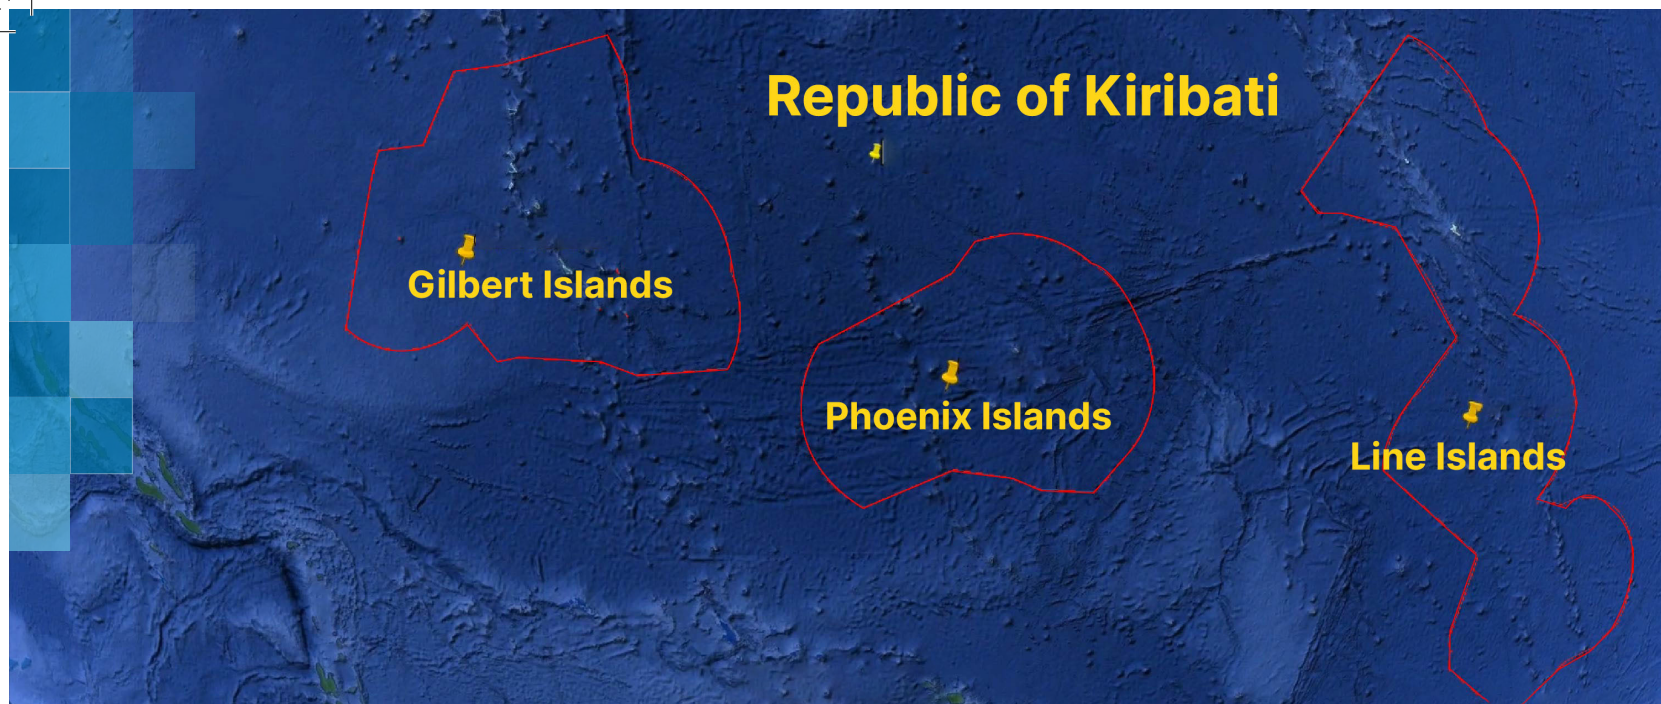 Republic of Kiribati
Gilbert Islands
Phoenix Islands
Line Islands